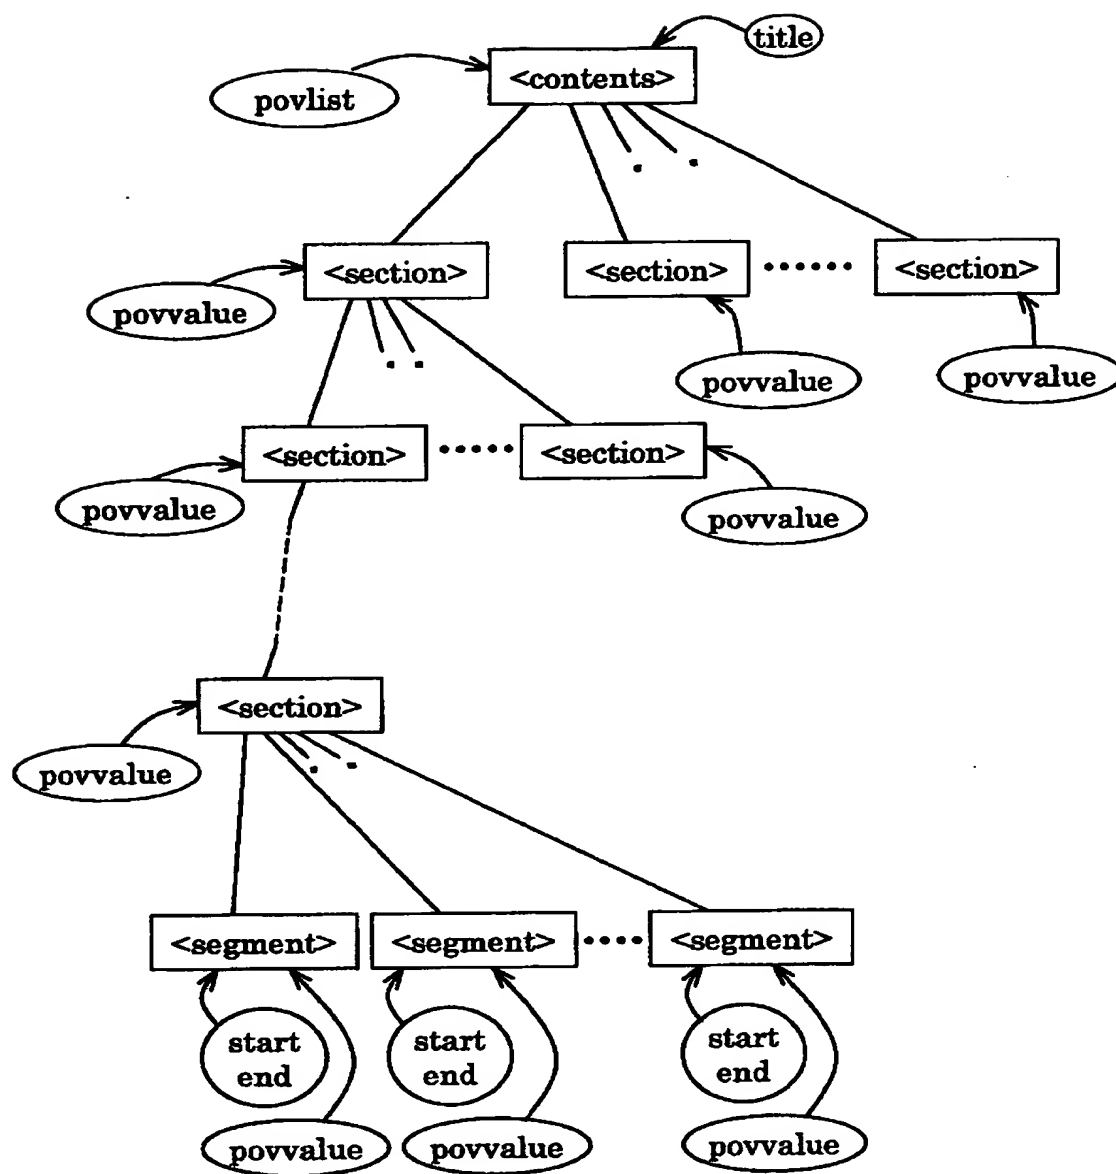 title
<contents>
povlist
<section>
<section>
<section>
povvalue
povvalue
povvalue
<section>
<section>
povvalue
povvalue
<section>
povvalue
<segment>
<segment>
<segment>
start
end
start
end
start
end
povvalue
povvalue
povvalue